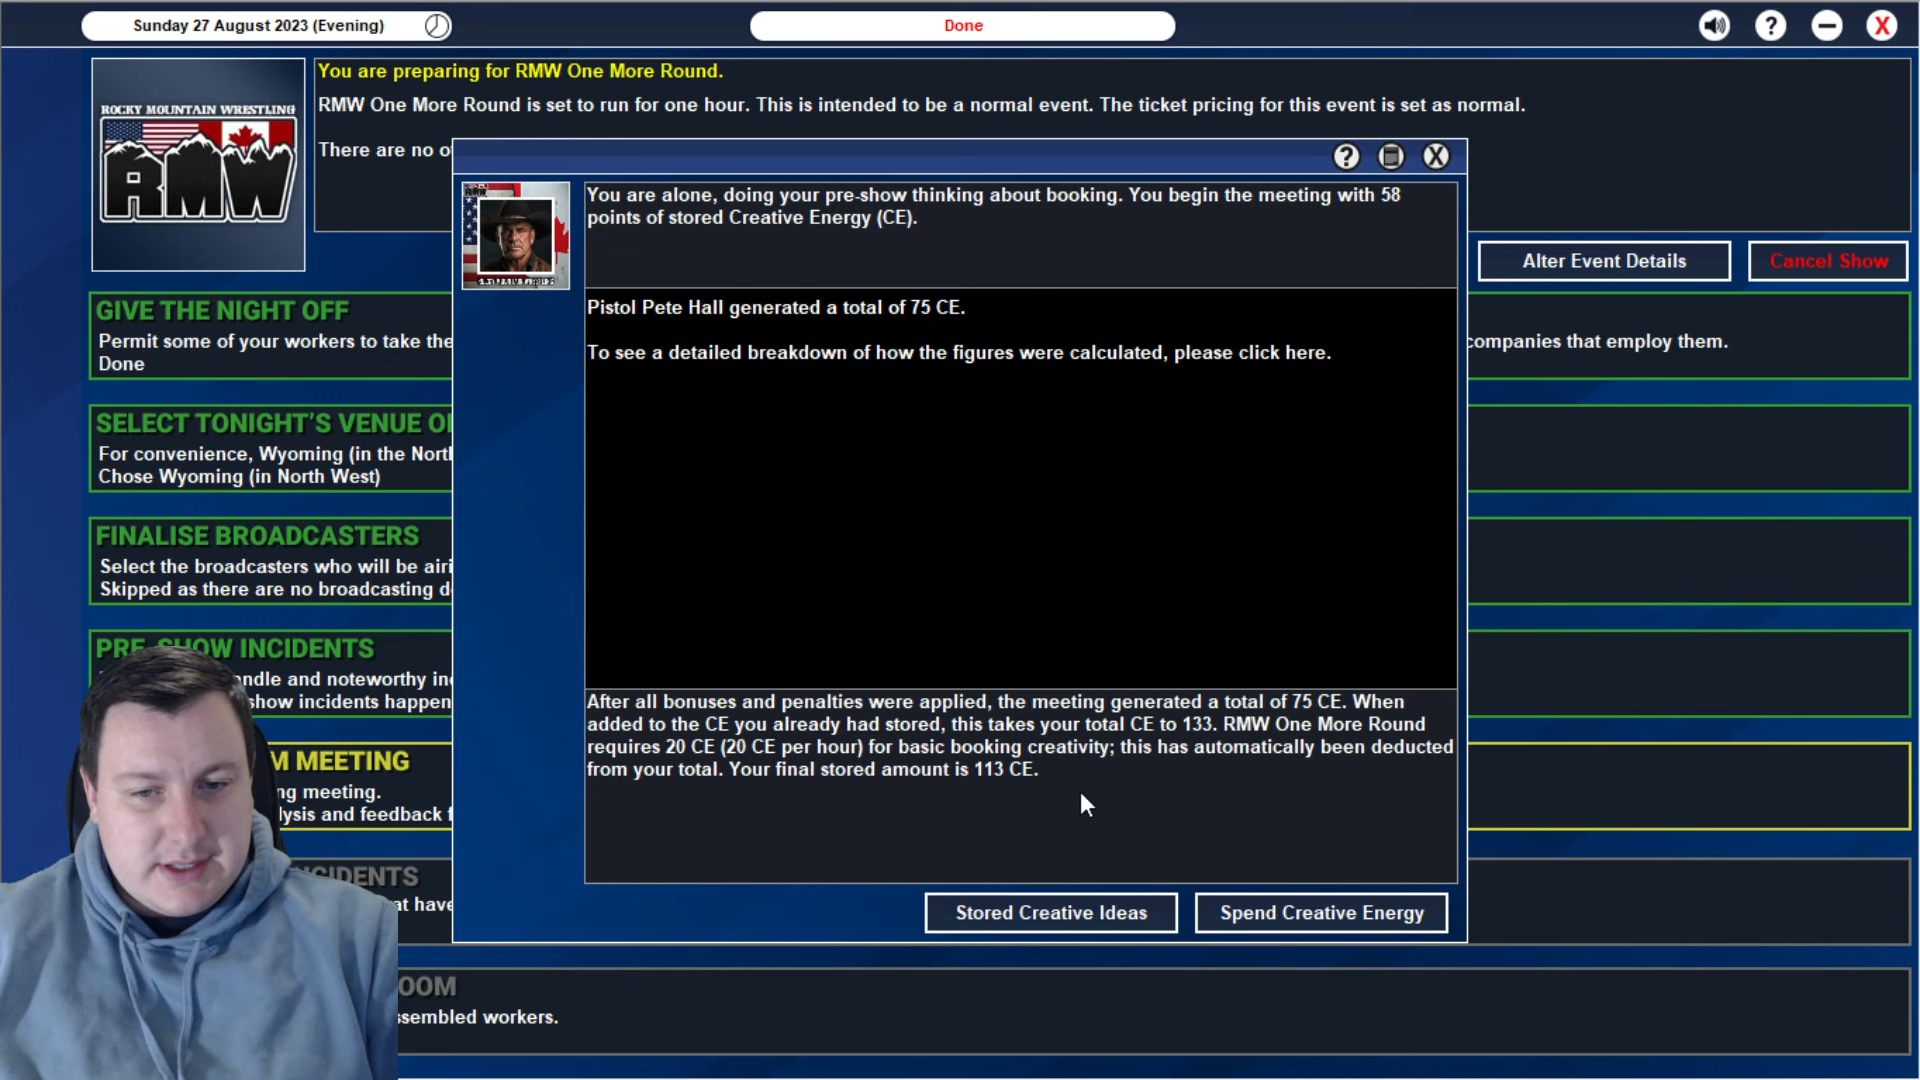 Sunday 27 August 2023 (Evening)
Done
?
X
ROCKY MOUNTAIN WRESTLING
RMW
You are preparing for RMW One More Round.
RMW One More Round is set to run for one hour. This is intended to be a normal event. The ticket pricing for this event is set as normal.
There are no o
Alter Event Details
Cancel Show
?
X
You are alone, doing your pre-show thinking about booking. You begin the meeting with 58
points of stored Creative Energy (CE).
Pistol Pete Hall generated a total of 75 CE.
To see a detailed breakdown of how the figures were calculated, please click here.
After all bonuses and penalties were applied, the meeting generated a total of 75 CE. When
added to the CE you already had stored, this takes your total CE to 133. RMW One More Round
requires 20 CE (20 CE per hour) for basic booking creativity; this has automatically been deducted
from your total. Your final stored amount is 113 CE.
Stored Creative Ideas
Spend Creative Energy
GIVE THE NIGHT OFF
Permit some of your workers to take the
companies that employ them.
Done
SELECT TONIGHT'S VENUE O
For convenience, Wyoming (in the Nort
Chose Wyoming (in North West)
FINALISE BROADCASTERS
Select the broadcasters who will be airi
Skipped as there are no broadcasting d
PRE-SHOW INCIDENTS
ndle and noteworthy in
show incidents happen
M MEETING
ng meeting.
lysis and feedback f
CIDENTS
at have
OOM
ssembled workers.